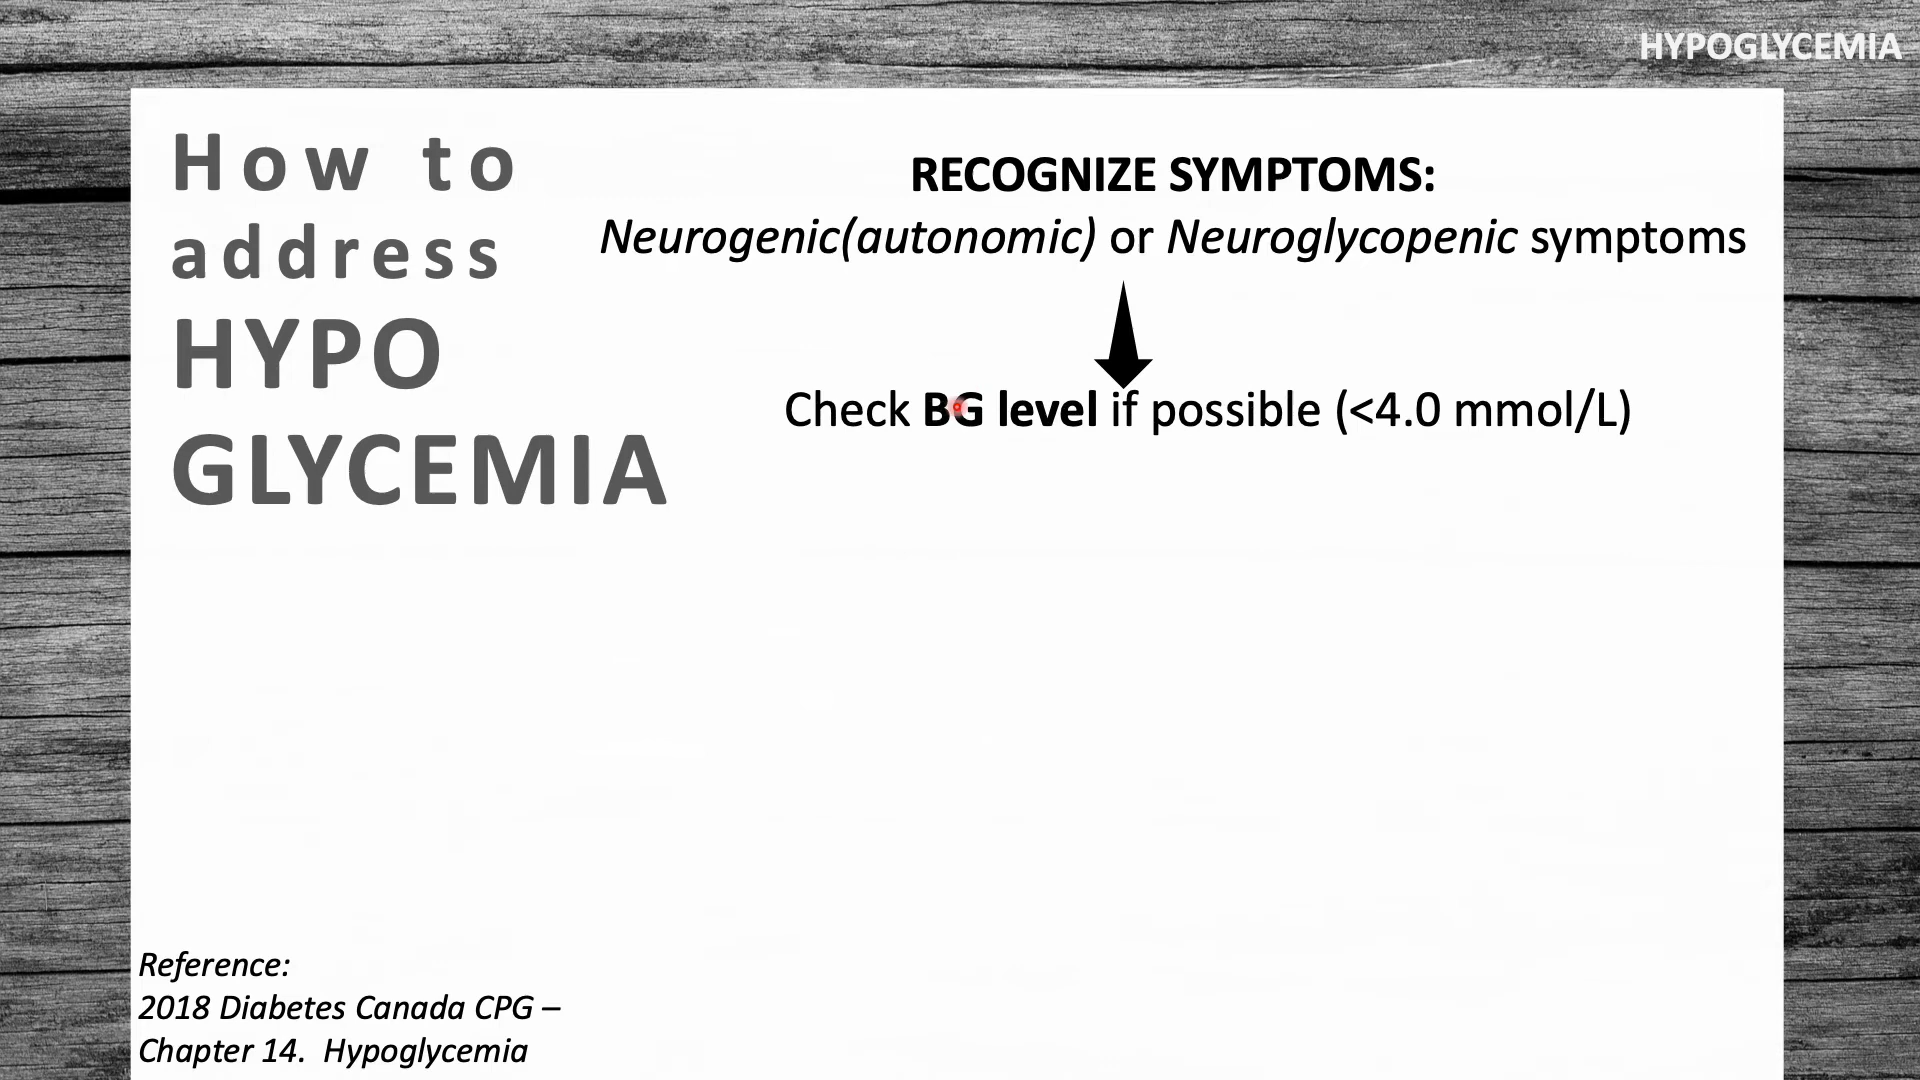 HYPOGLYCEMIA
How to
address
HYPO
GLYCEMIA
RECOGNIZE SYMPTOMS:
Neurogenic(autonomic) or Neuroglycopenic symptoms
Check BG level if possible (<4.0 mmol/L)
Reference:
2018 Diabetes Canada CPG –
Chapter 14.  Hypoglycemia